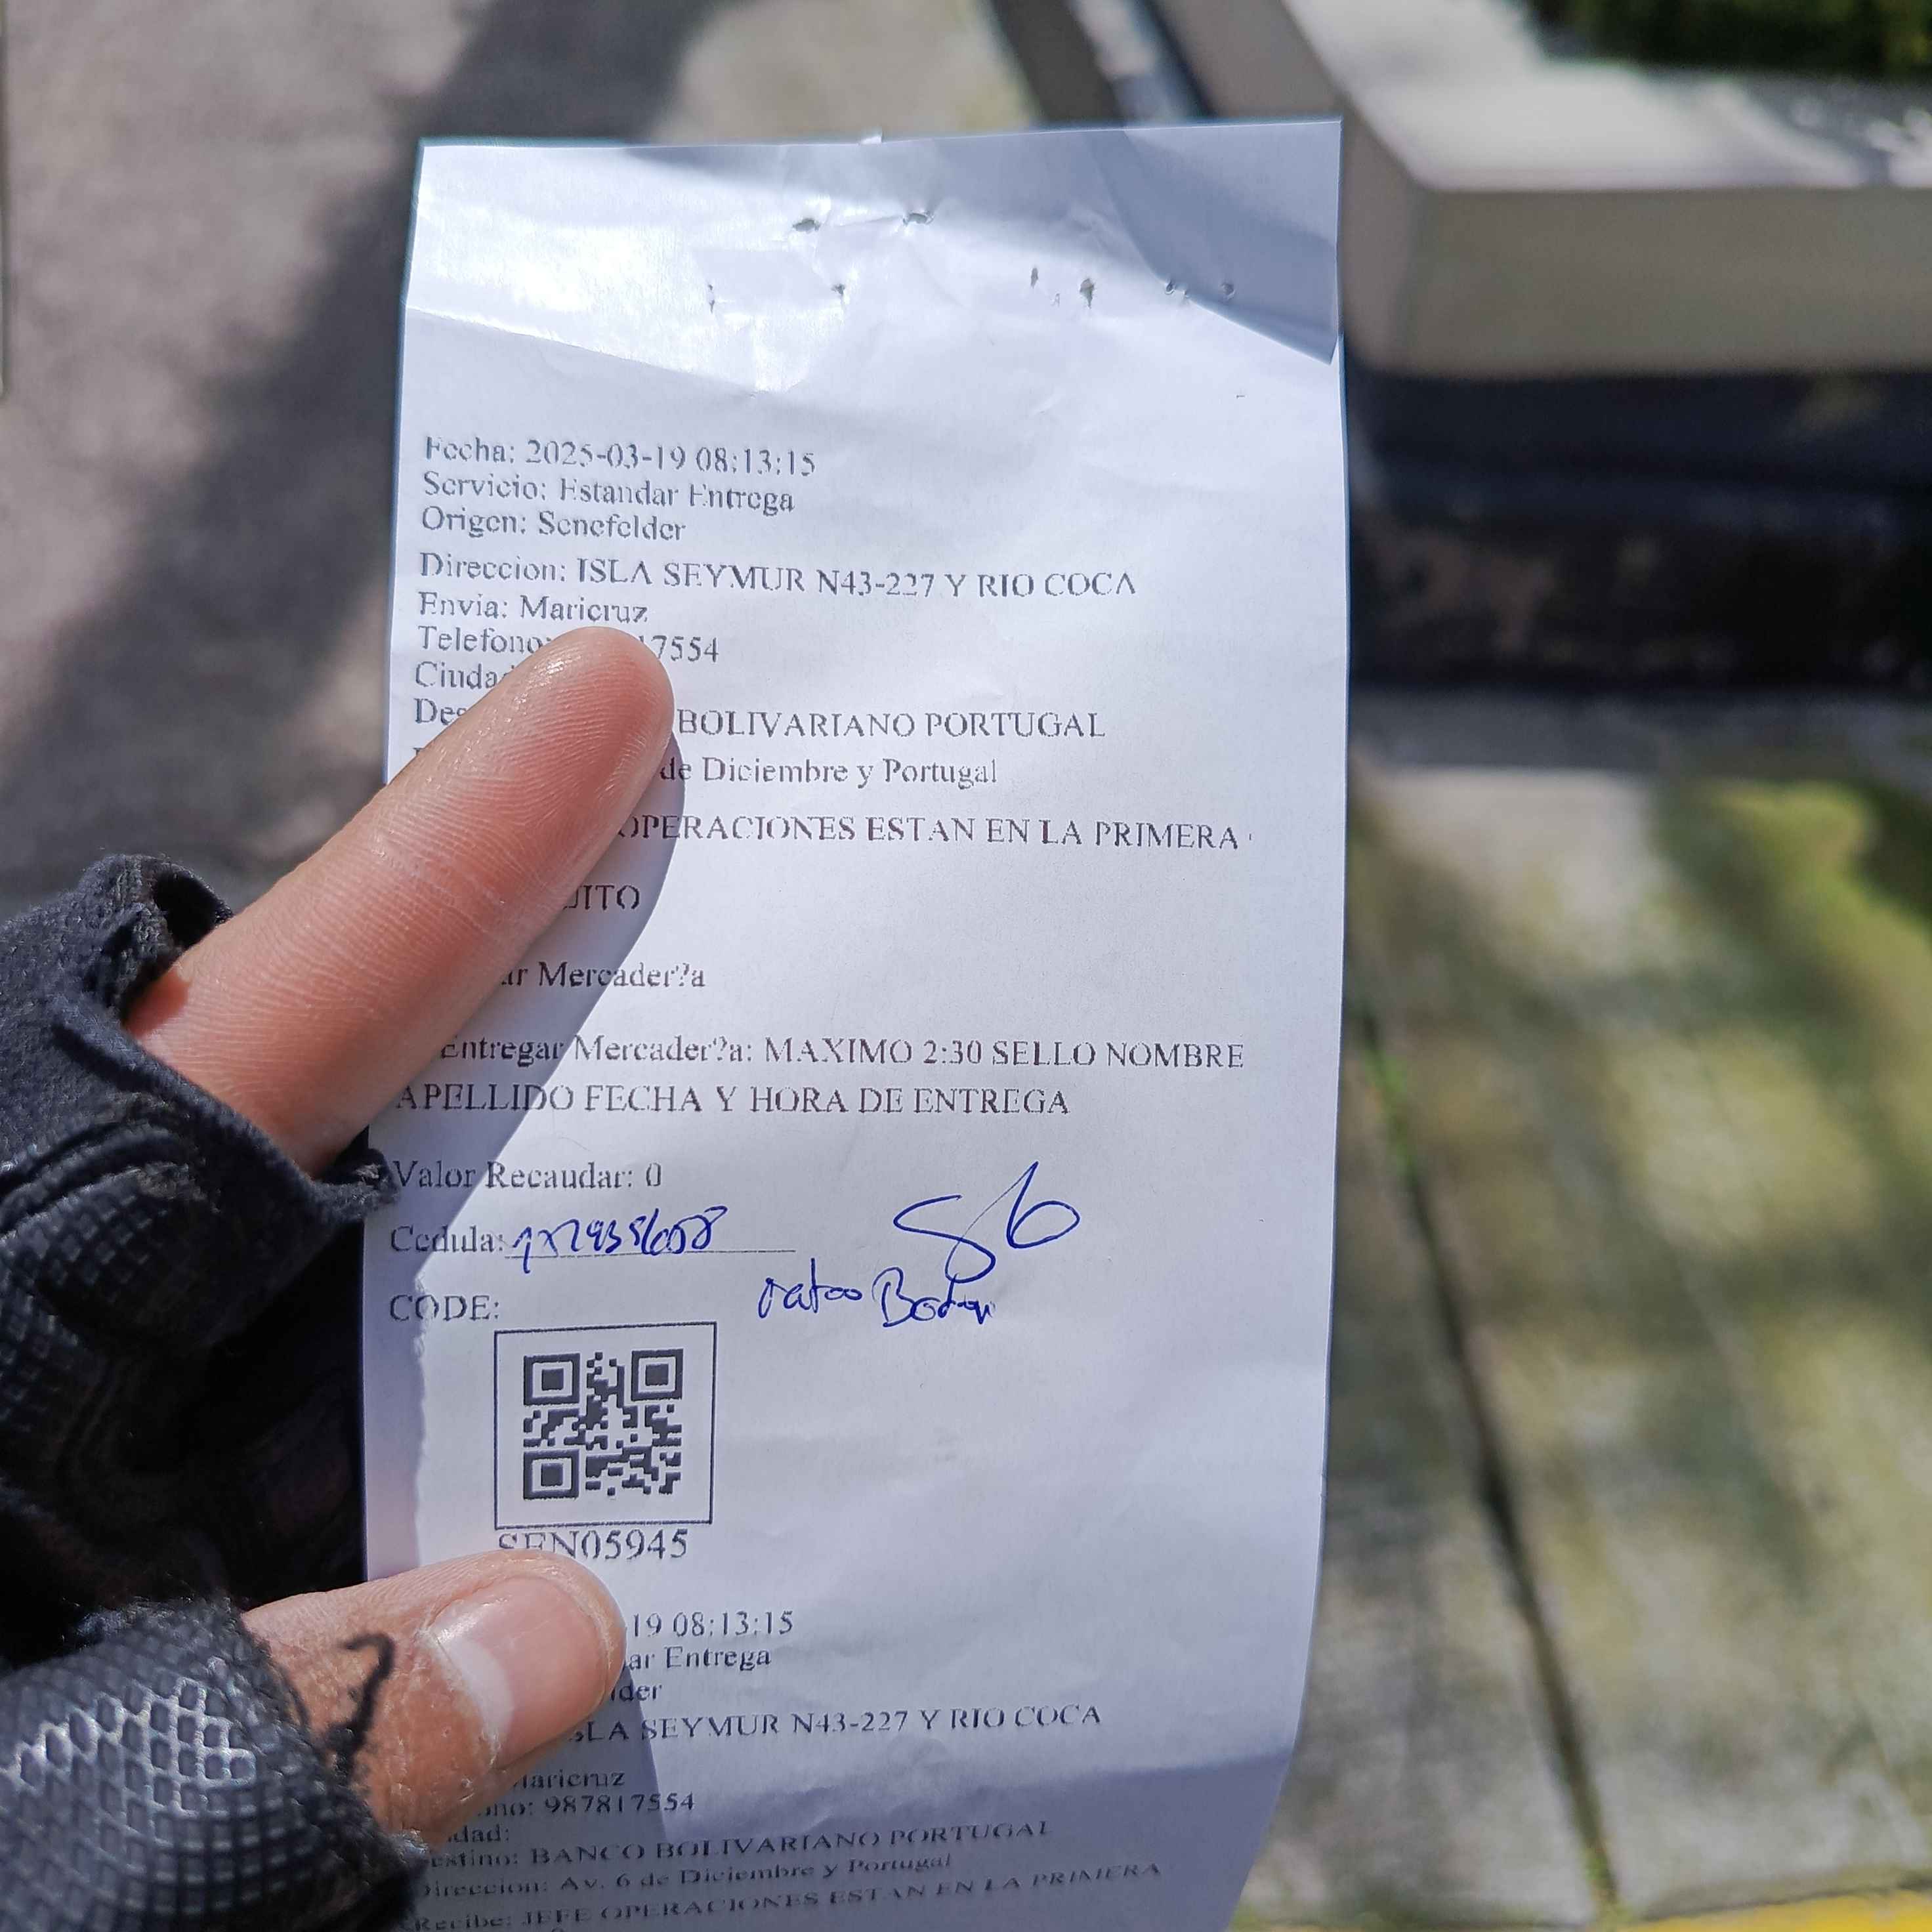 Fecha: 2025-03-19 08:13:15
Servicio: Estandar Entrega
Origen: Senefelder
Direccion: ISLA SEYMUR N43-227 Y RIO COCA
Envia: Maricruz
Telefono: 17554
Ciuda
Des BOLIVARIANO PORTUGAL
de Diciembre y Portugal
OPERACIONES ESTAN EN LA PRIMERA
UITO
ar Mercader?a
Entregar Mercader?a: MAXIMO 2:30 SELLO NOMBRE
APELLIDO FECHA Y HORA DE ENTREGA
Valor Recaudar: 0
Cedula:
CODE:
SEN05945
19 08:13:15
ar Entrega
lder
SLA SEYMUR N43-227 Y RIO COCA
Maricruz
ono: 987817554
dad:
estino: BANCO BOLIVARIANO PORTUGAL
Direccion: Av. 6 de Diciembre y Portugal
Recibe: JEFE OPERACIONES ESTAN EN LA PRIMERA